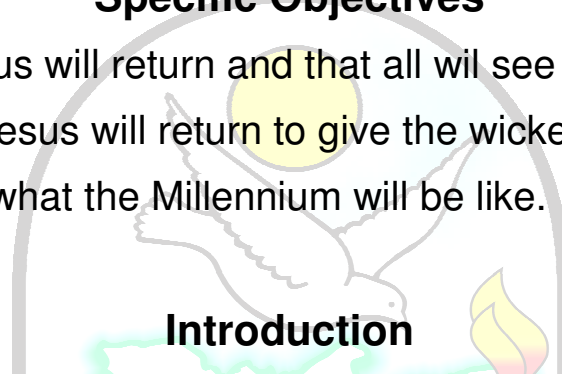 Specific Objectives
us will return and that all wil see
esus will return to give the wicke
what the Millennium will be like.
Introduction